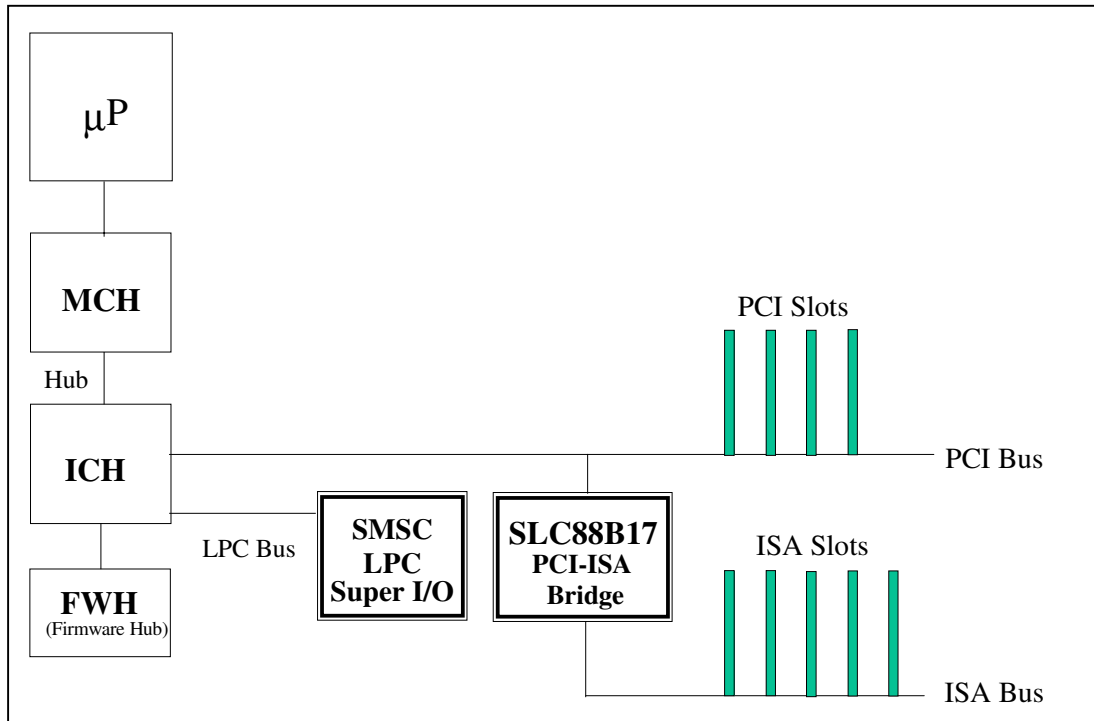 μP
MCH
Hub
ICH
FWH
(Firmware Hub)
LPC Bus
SMSC
LPC
Super I/O
SLC88B17
PCI-ISA
Bridge
PCI Slots
PCI Bus
ISA Slots
ISA Bus